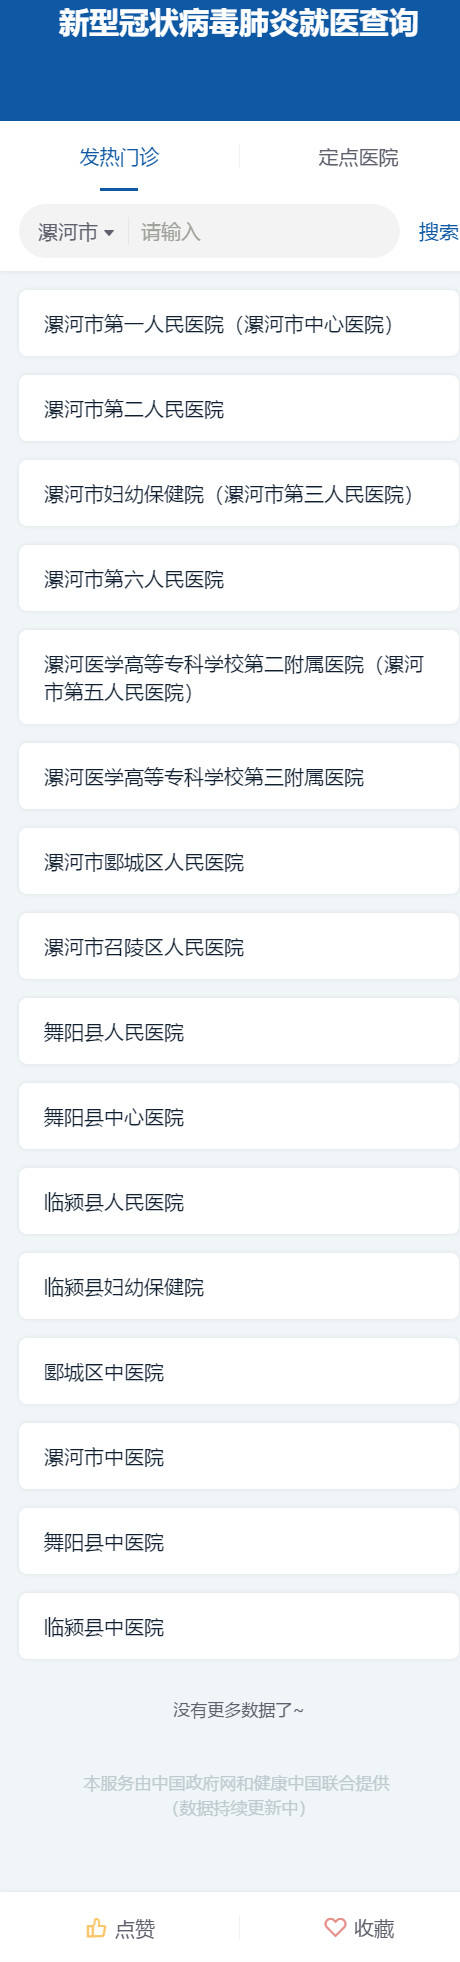 新型冠状病毒肺炎就医查询
发热门诊
定点医院
漯河市
请输入
搜索
漯河市第一人民医院（漯河市中心医院）
漯河市第二人民医院
漯河市妇幼保健院（漯河市第三人民医院）
漯河市第六人民医院
漯河医学高等专科学校第二附属医院（漯河
市第五人民医院）
漯河医学高等专科学校第三附属医院
漯河市郾城区人民医院
漯河市召陵区人民医院
舞阳县人民医院
舞阳县中心医院
临颍县人民医院
临颍县妇幼保健院
郾城区中医院
漯河市中医院
舞阳县中医院
临颍县中医院
没有更多数据了~
本服务由中国政府网和健康中国联合提供
（数据持续更新中）
点赞
收藏